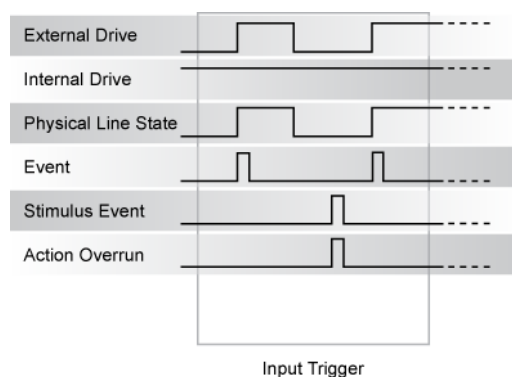 External Drive
Internal Drive
Physical Line State
Event
Stimulus Event
Action Overrun
Input Trigger